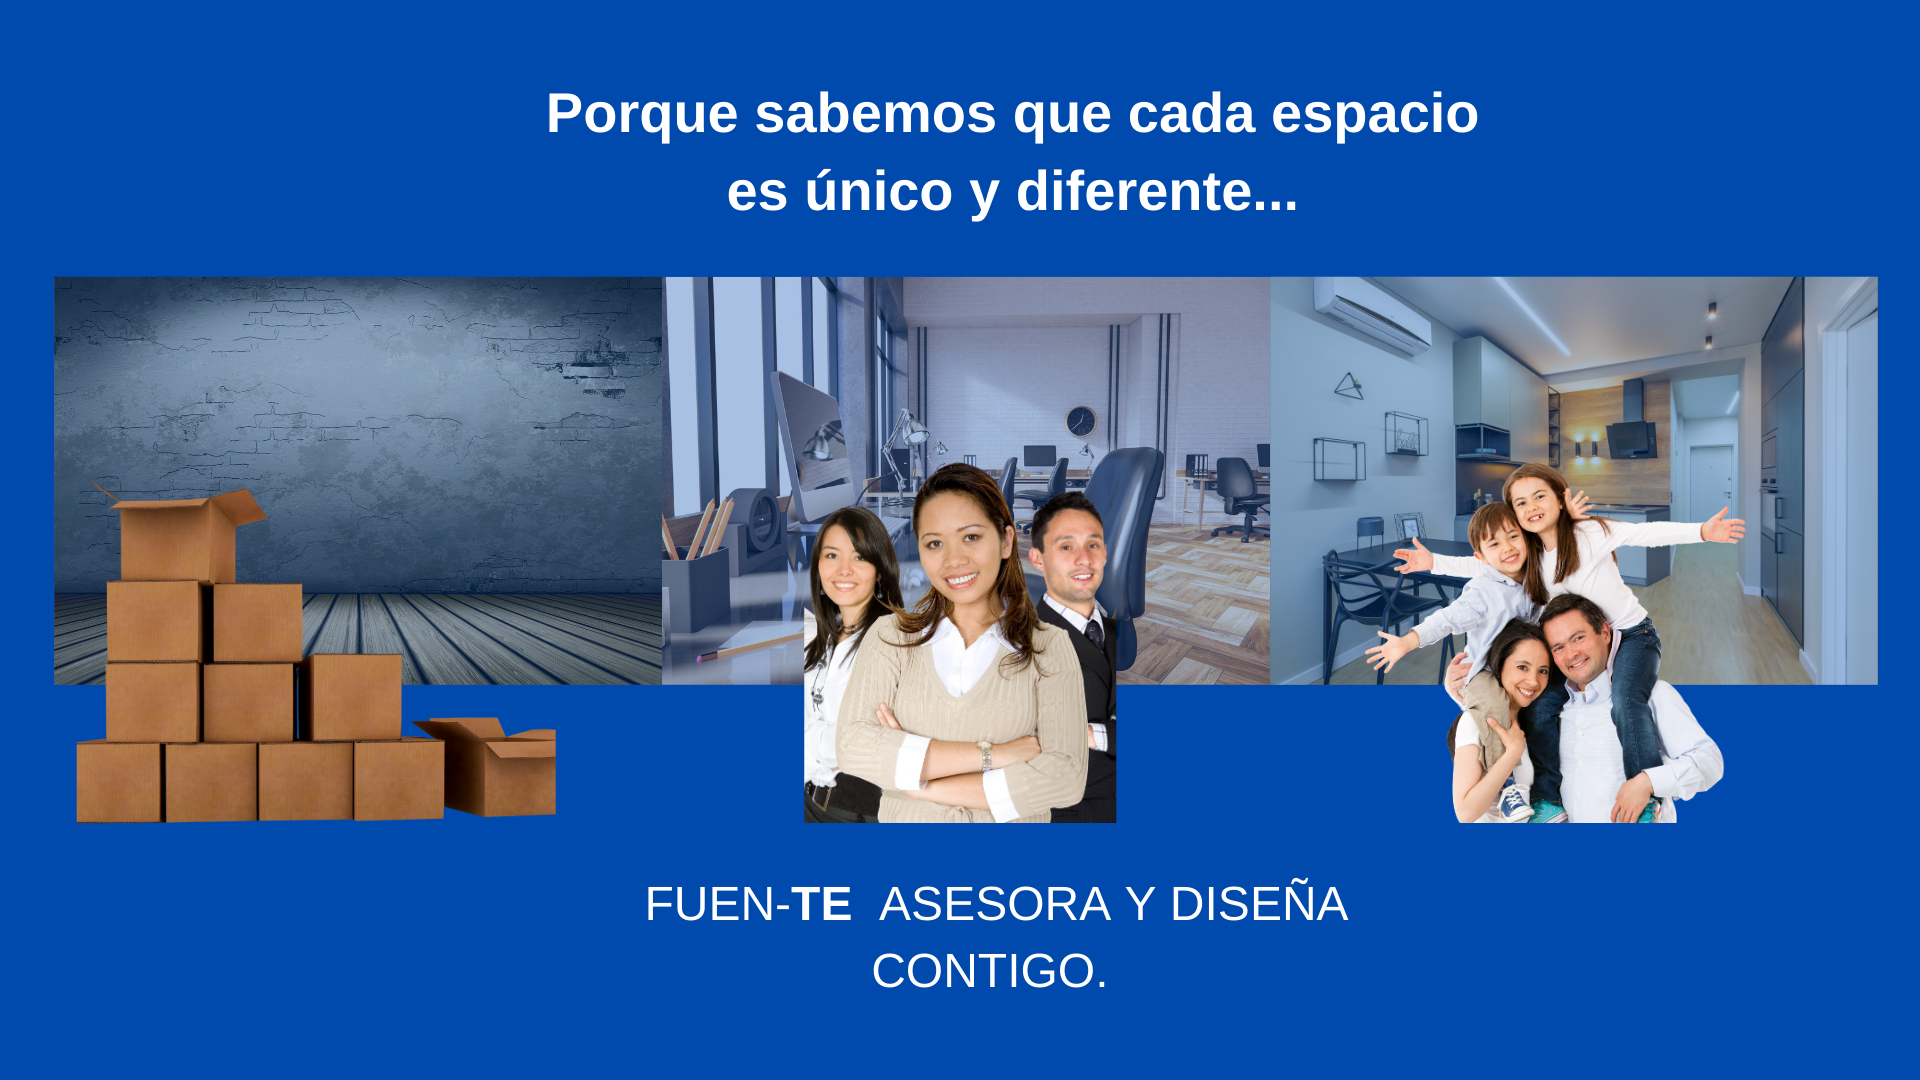 Porque sabemos que cada espacio
es único y diferente...
FUEN-TE ASESORA Y DISEÑA
CONTIGO.